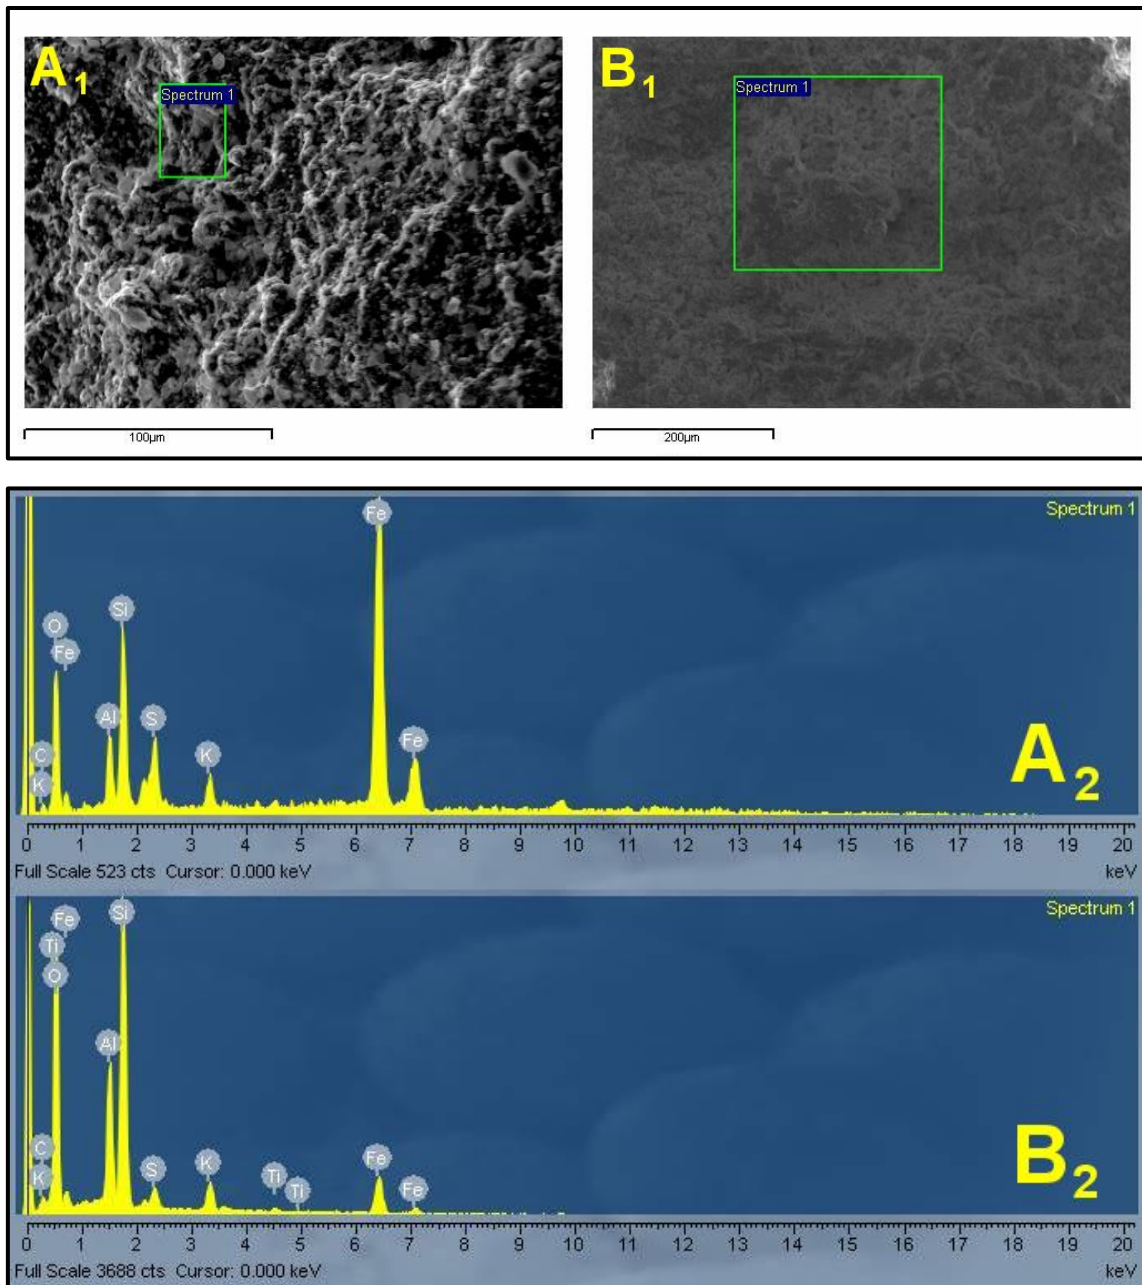 A1
Spectrum 1
100µm
B1
Spectrum 1
200µm
Spectrum 1
Fe
Si
O
Fe
Al
S
Fe
K
C
K
A2
0 1 2 3 4 5 6 7 8 9 10 11 12 13 14 15 16 17 18 19 20
Full Scale 523 cts Cursor: 0.000 keV
keV
Spectrum 1
Si
Fe
Ti
O
Al
C
K
S
K
Ti
Ti
Fe
Fe
B2
0 1 2 3 4 5 6 7 8 9 10 11 12 13 14 15 16 17 18 19 20
Full Scale 3688 cts Cursor: 0.000 keV
keV